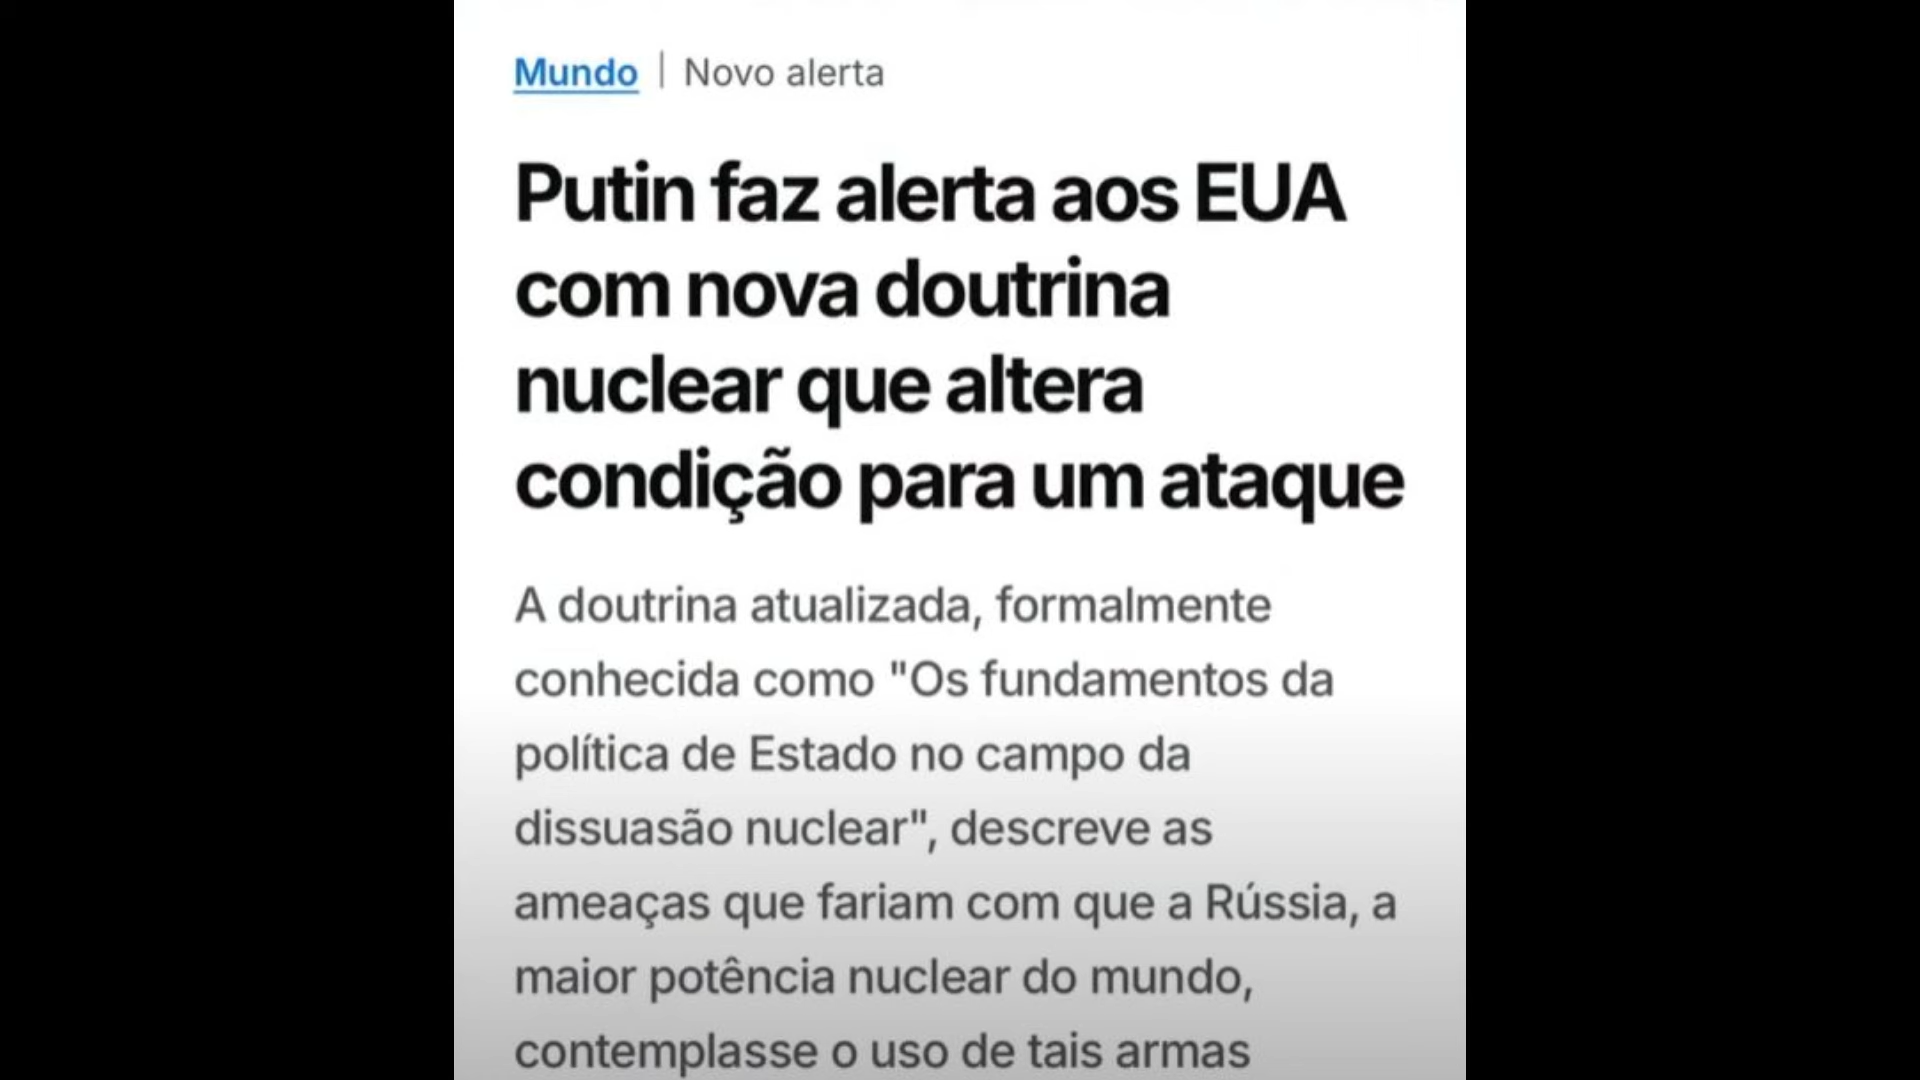 Mundo | Novo alerta
Putin faz alerta aos EUA
com nova doutrina
nuclear que altera
condição para um ataque
A doutrina atualizada, formalmente
conhecida como "Os fundamentos da
política de Estado no campo da
dissuasão nuclear", descreve as
ameaças que fariam com que a Rússia, a
maior potência nuclear do mundo,
contemplasse o uso de tais armas